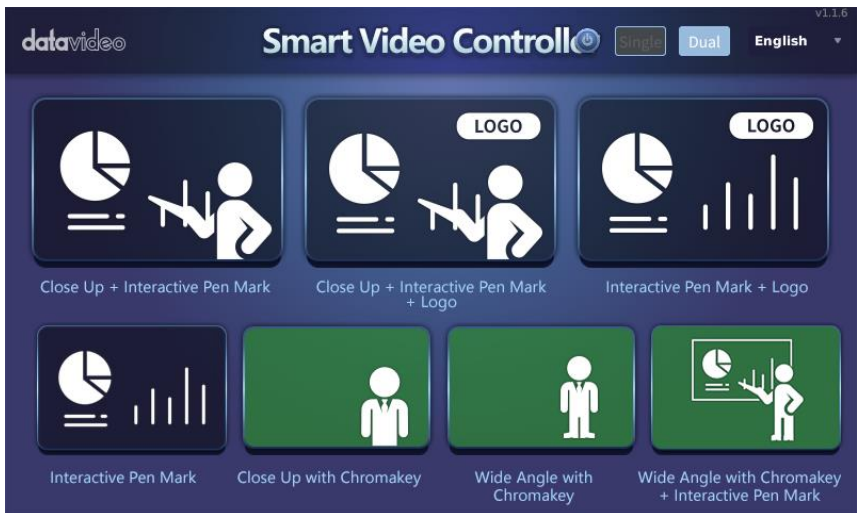 v1.1.6
datavideo
Smart Video Controlle
Single
Dual
English
LOGO
LOGO
Close Up + Interactive Pen Mark
Close Up + Interactive Pen Mark
+ Logo
Interactive Pen Mark + Logo
Interactive Pen Mark
Close Up with Chromakey
Wide Angle with
Chromakey
Wide Angle with Chromakey
+ Interactive Pen Mark